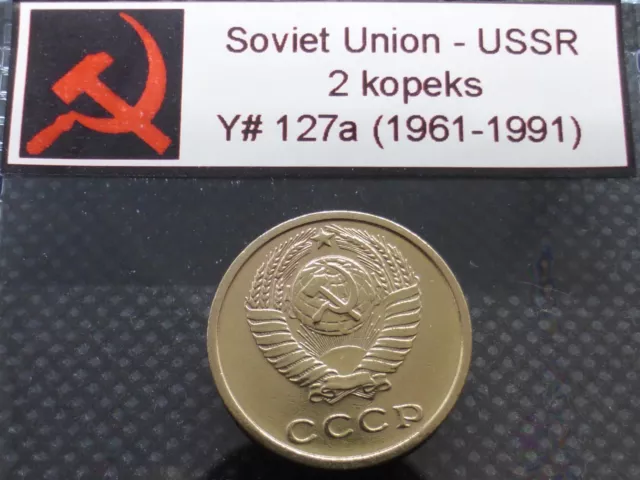 Soviet Union - USSR
2 kopeks
Y# 127a (1961-1991)
СССР